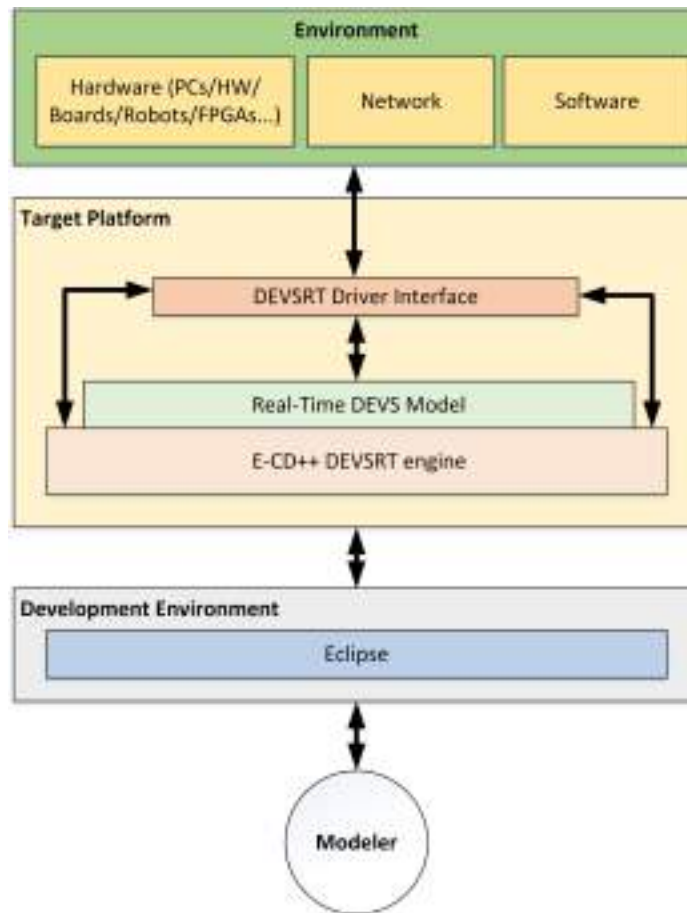 Environment
Hardware (PCs/HW/
Boards/Robots/FPGAs...)
Network
Software
Target Platform
DEVSRT Driver Interface
Real-Time DEVS Model
E-CD++ DEVSRT engine
Development Environment
Eclipse
Modeler